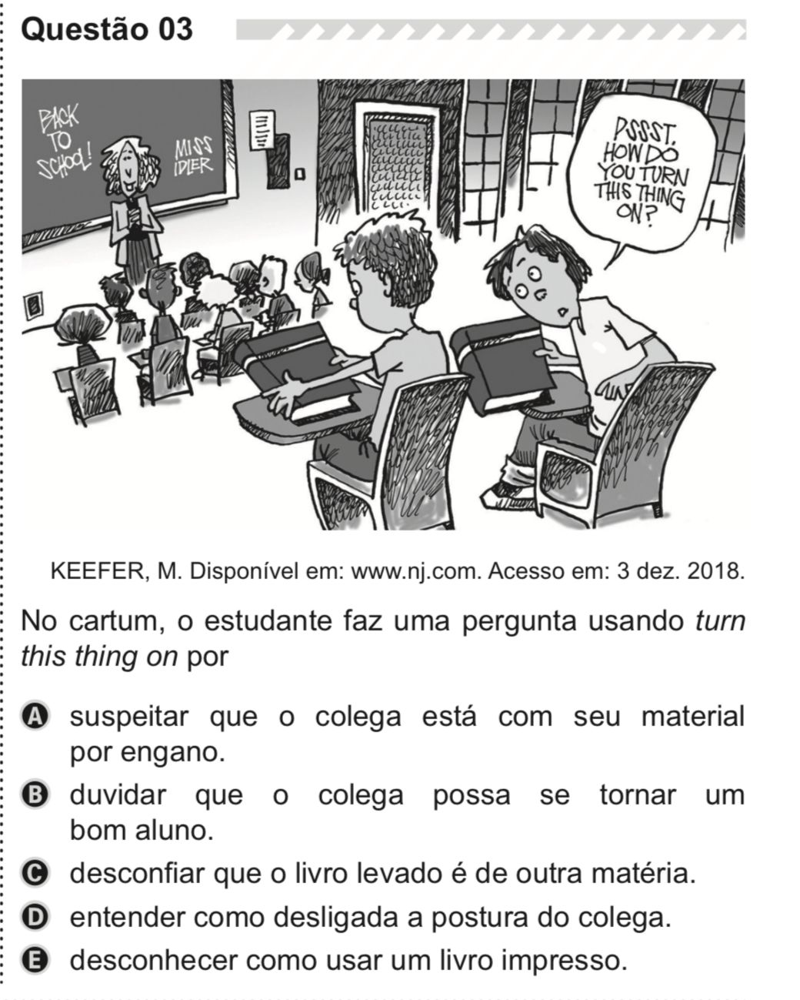 Questão 03
BACK
TO
SCHOOL!
MISS
IDLER
PSSST.
HOW DO
YOU TURN
THIS THING
ON?
KEEFER, M. Disponível em: www.nj.com. Acesso em: 3 dez. 2018.
No cartum, o estudante faz uma pergunta usando turn
this thing on por
A suspeitar que o colega está com seu material
por engano.
B duvidar que o colega possa se tornar um
bom aluno.
C desconfiar que o livro levado é de outra matéria.
D entender como desligada a postura do colega.
E desconhecer como usar um livro impresso.